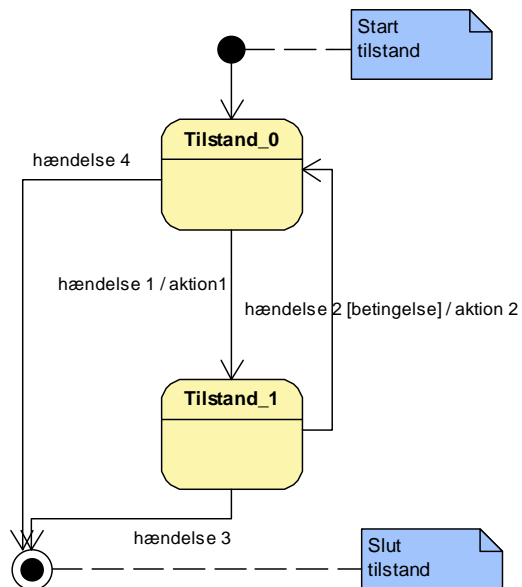 Start
tilstand
Tilstand_0
hændelse 4
hændelse 1 / aktion1
hændelse 2 [betingelse] / aktion 2
Tilstand_1
hændelse 3
Slut
tilstand